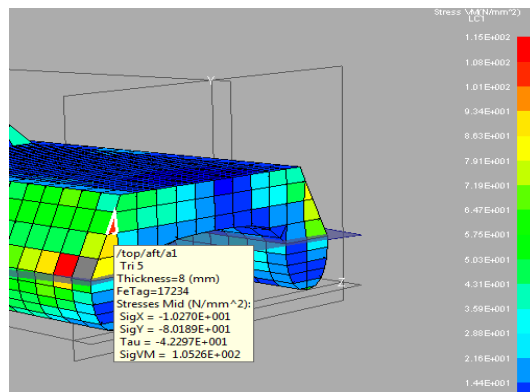 Stress VM(N/mm^2)
LC1
1.15E+002
1.08E+002
1.01E+002
9.34E+001
8.63E+001
7.91E+001
7.19E+001
6.47E+001
5.75E+001
5.03E+001
4.31E+001
3.59E+001
2.88E+001
2.16E+001
1.44E+001
Y
Z
/top/aft/a1
Tri 5
Thickness=8 (mm)
FeTag=17234
Stresses Mid (N/mm^2):
SigX = -1.0270E+001
SigY = -8.0189E+001
Tau = -4.2297E+001
SigVM = 1.0526E+002